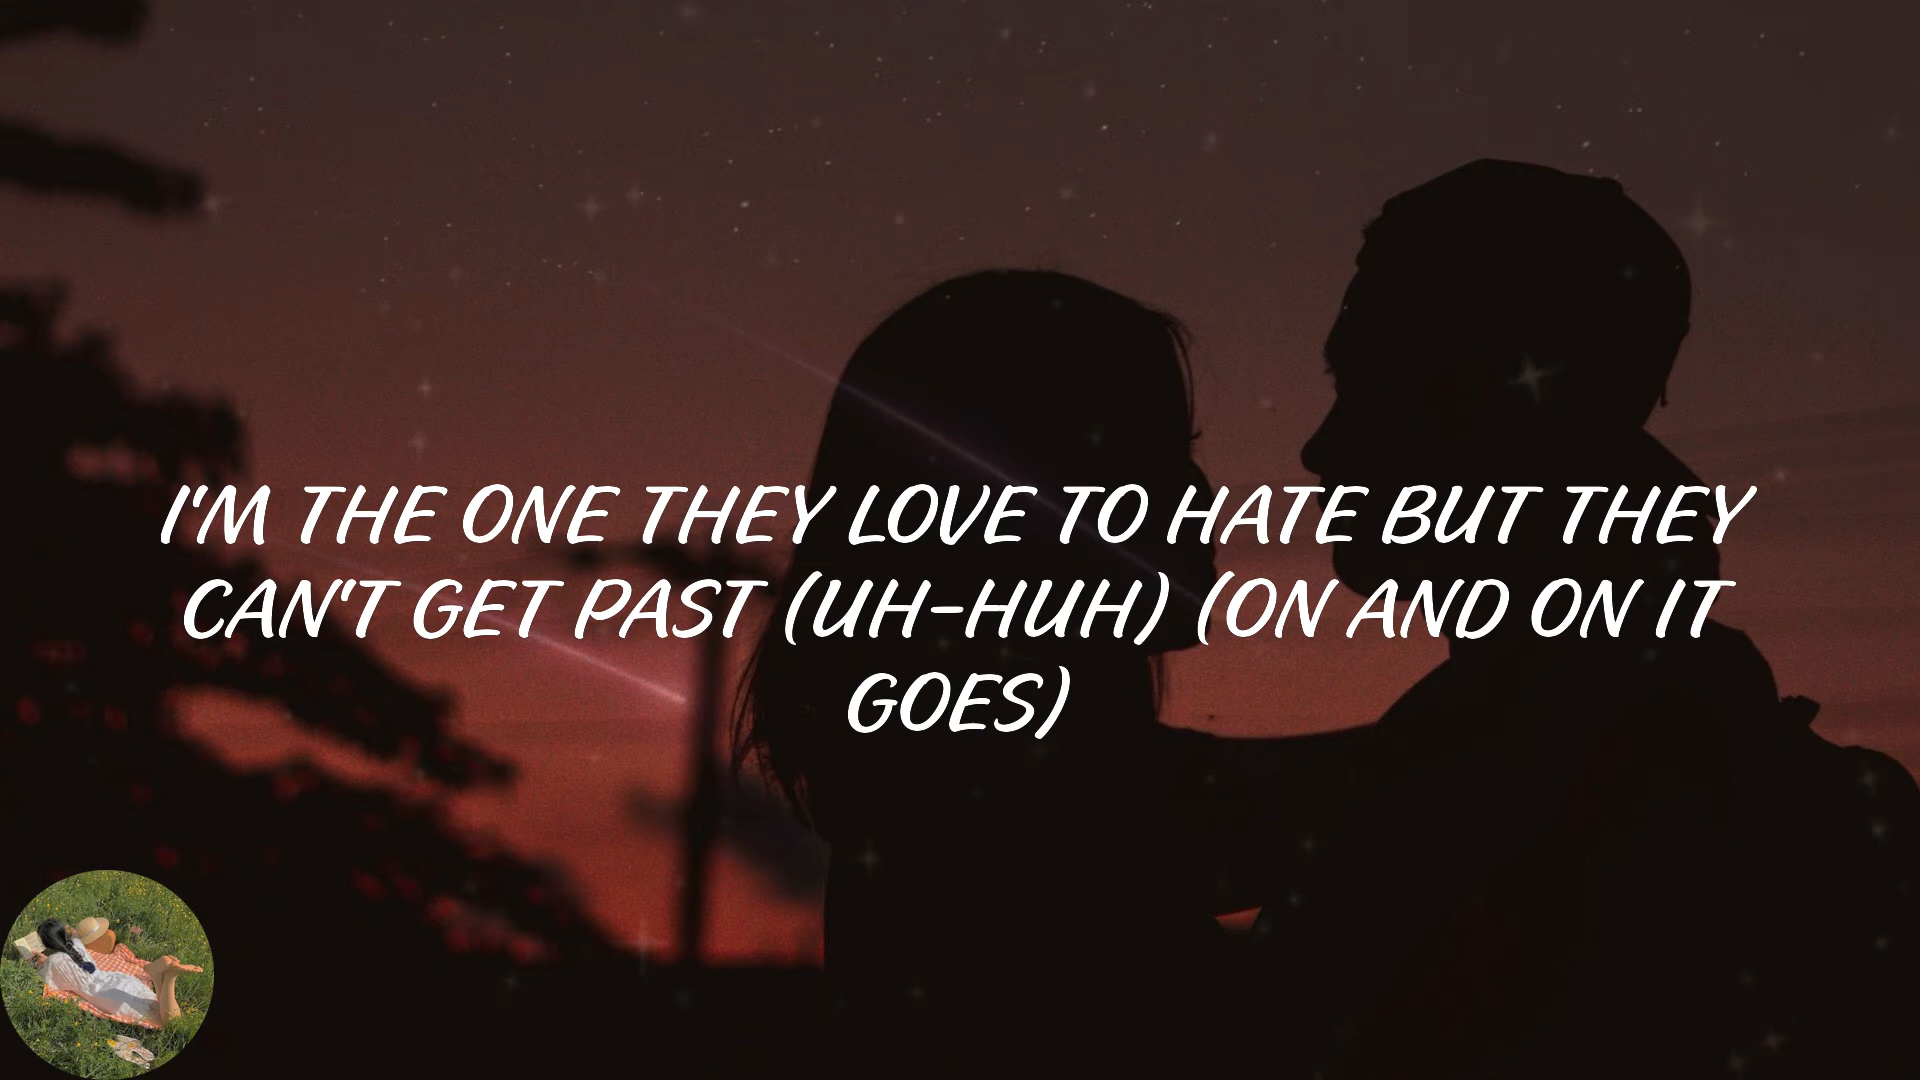 I'M THE ONE THEY LOVE TO HATE BUT THEY
CAN'T GET PAST (UH-HUH) (ON AND ON IT
GOES)